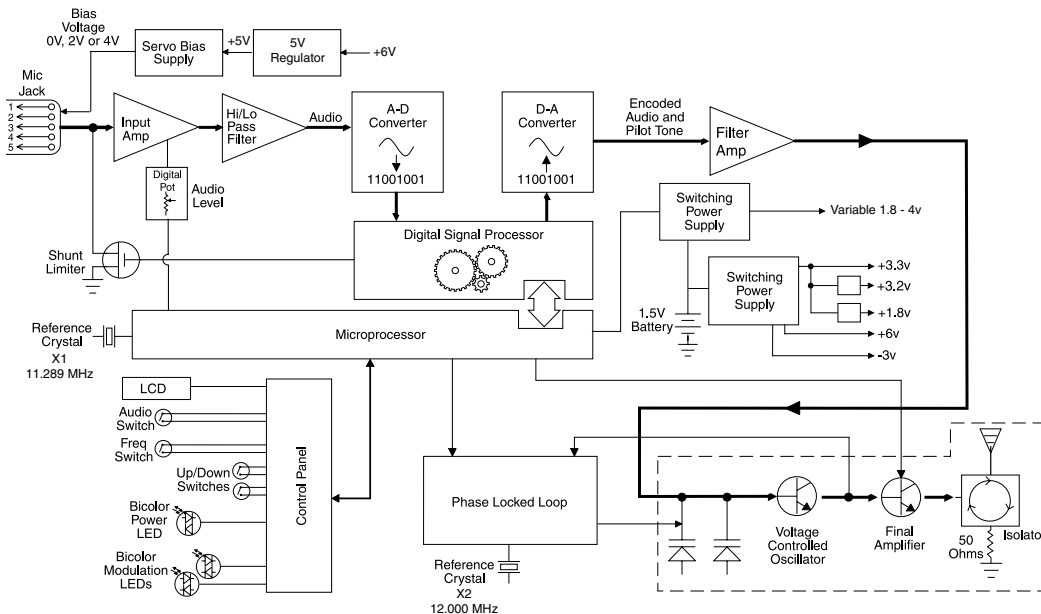 Bias
Voltage
0V, 2V or 4V
Servo Bias
Supply
+5V
5V
Regulator
+6V
Mic
Jack
1
2
3
4
5
Input
Amp
Hi/Lo
Pass
Filter
Audio
A-D
Converter
11001001
D-A
Converter
11001001
Encoded
Audio and
Pilot Tone
Filter
Amp
Digital
Pot
Audio
Level
Shunt
Limiter
Digital Signal Processor
Switching
Power
Supply
Variable 1.8 - 4v
Switching
Power
Supply
+3.3v
+3.2v
+1.8v
+6v
-3v
1.5V
Battery
Reference
Crystal
X1
11.289 MHz
Microprocessor
LCD
Audio
Switch
Freq
Switch
Up/Down
Switches
Bicolor
Power
LED
Bicolor
Modulation
LEDs
Control Panel
Phase Locked Loop
Reference
Crystal
X2
12.000 MHz
Voltage
Controlled
Oscillator
Final
Amplifier
50
Ohms
Isolato